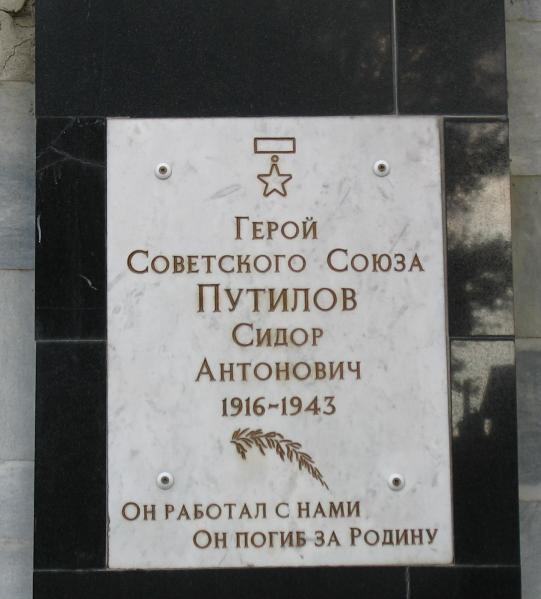 Герой
Советского Союза
Путилов
Сидор
Антонович
1916-1943
Он работал с нами
Он погиб за Родину